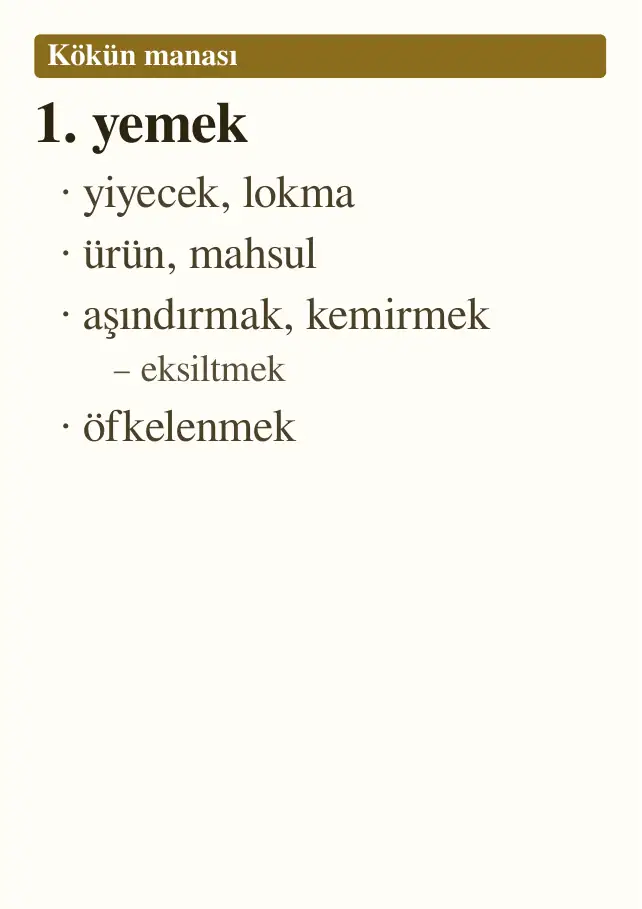 Kökün manası
1. yemek
· yiyecek, lokma
· ürün, mahsul
· aşındırmak, kemirmek
– eksiltmek
· öfkelenmek